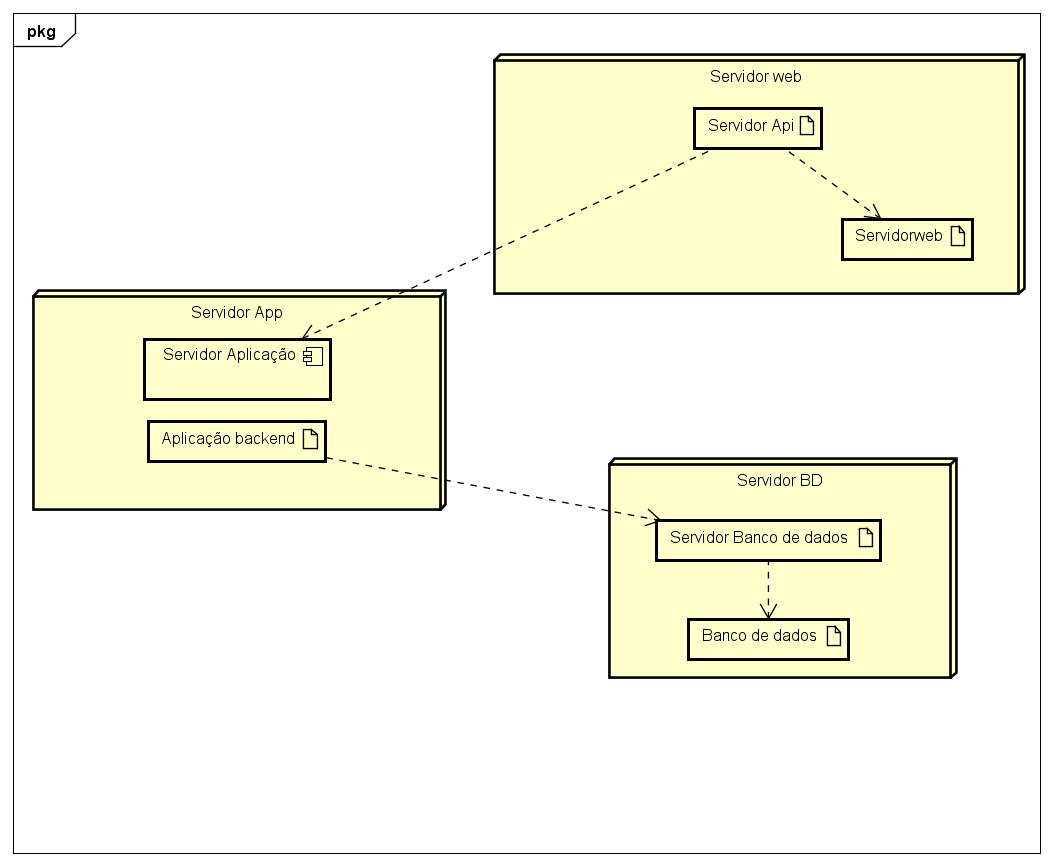 pkg
Servidor web
Servidor Api
Servidorweb
Servidor App
Servidor Aplicação
Aplicação backend
Servidor BD
Servidor Banco de dados
Banco de dados